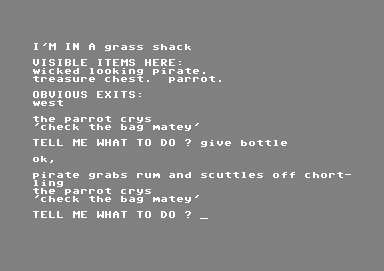 I'M IN A grass shack
VISIBLE ITEMS HERE:
wicked looking pirate.
treasure chest.  parrot.
OBVIOUS EXITS:
west
the parrot crys
'check the bag matey'
TELL ME WHAT TO DO ? give bottle
ok,
pirate grabs rum and scuttles off chort-
ling
the parrot crys
'check the bag matey'
TELL ME WHAT TO DO ? _